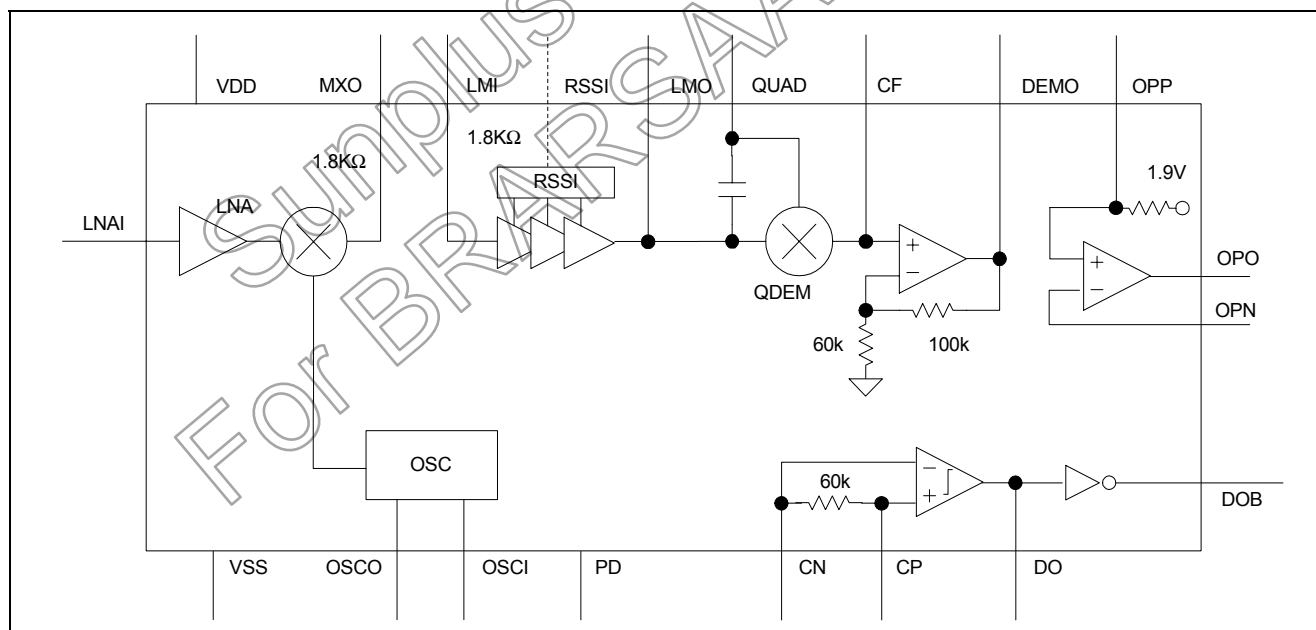 Sunplus
For BRARSAA
VDD
MXO
LMI
RSSI
LMO
QUAD
CF
DEMO
OPP
1.8KΩ
1.8KΩ
RSSI
1.9V
LNA
LNAI
+
−
QDEM
+
−
OPO
OPN
60k
100k
OSC
60k
−
+
DOB
VSS
OSCO
OSCI
PD
CN
CP
DO